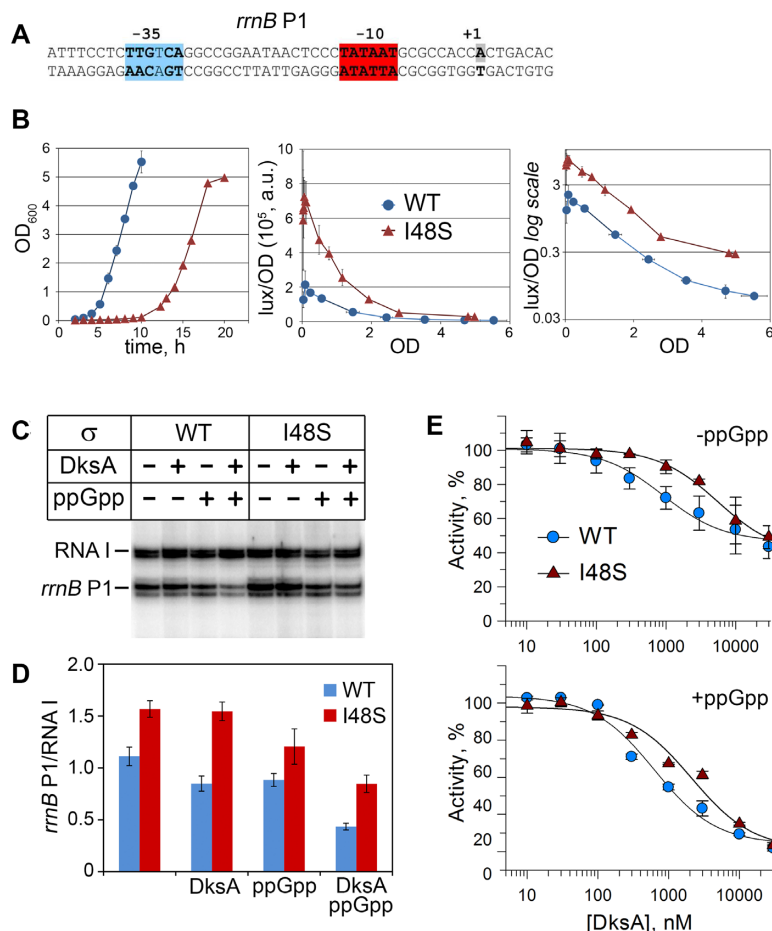 rrnB P1
A
−35 −10 +1
ATTTCCTCTTGTCAGGCCGGAATAACTCCCTATAATGCGCCACCACTGACAC
TAAAGGAGAACAGTCCGGCCTTATTGAGGGATATTACGCGGTGGTGACTGTG
B
OD600
6
5
4
3
2
1
0
0 10 20
time, h
lux/OD (10⁵, a.u.)
10
8
6
4
2
0
0 2 4 6
OD
WT
I48S
lux/OD log scale
3
0.3
0.03
0 2 4 6
OD
C
σ WT I48S
DksA − + − + − + − +
ppGpp − − + + − − + +
RNA I
rrnB P1
D
rrnB P1/RNA I
2.0
1.5
1.0
0.5
0
WT
I48S
DksA ppGpp DksA
ppGpp
E
-ppGpp
Activity, %
100
80
60
40
20
0
WT
I48S
10 100 1000 10000
+ppGpp
Activity, %
100
80
60
40
20
0
10 100 1000 10000
[DksA], nM